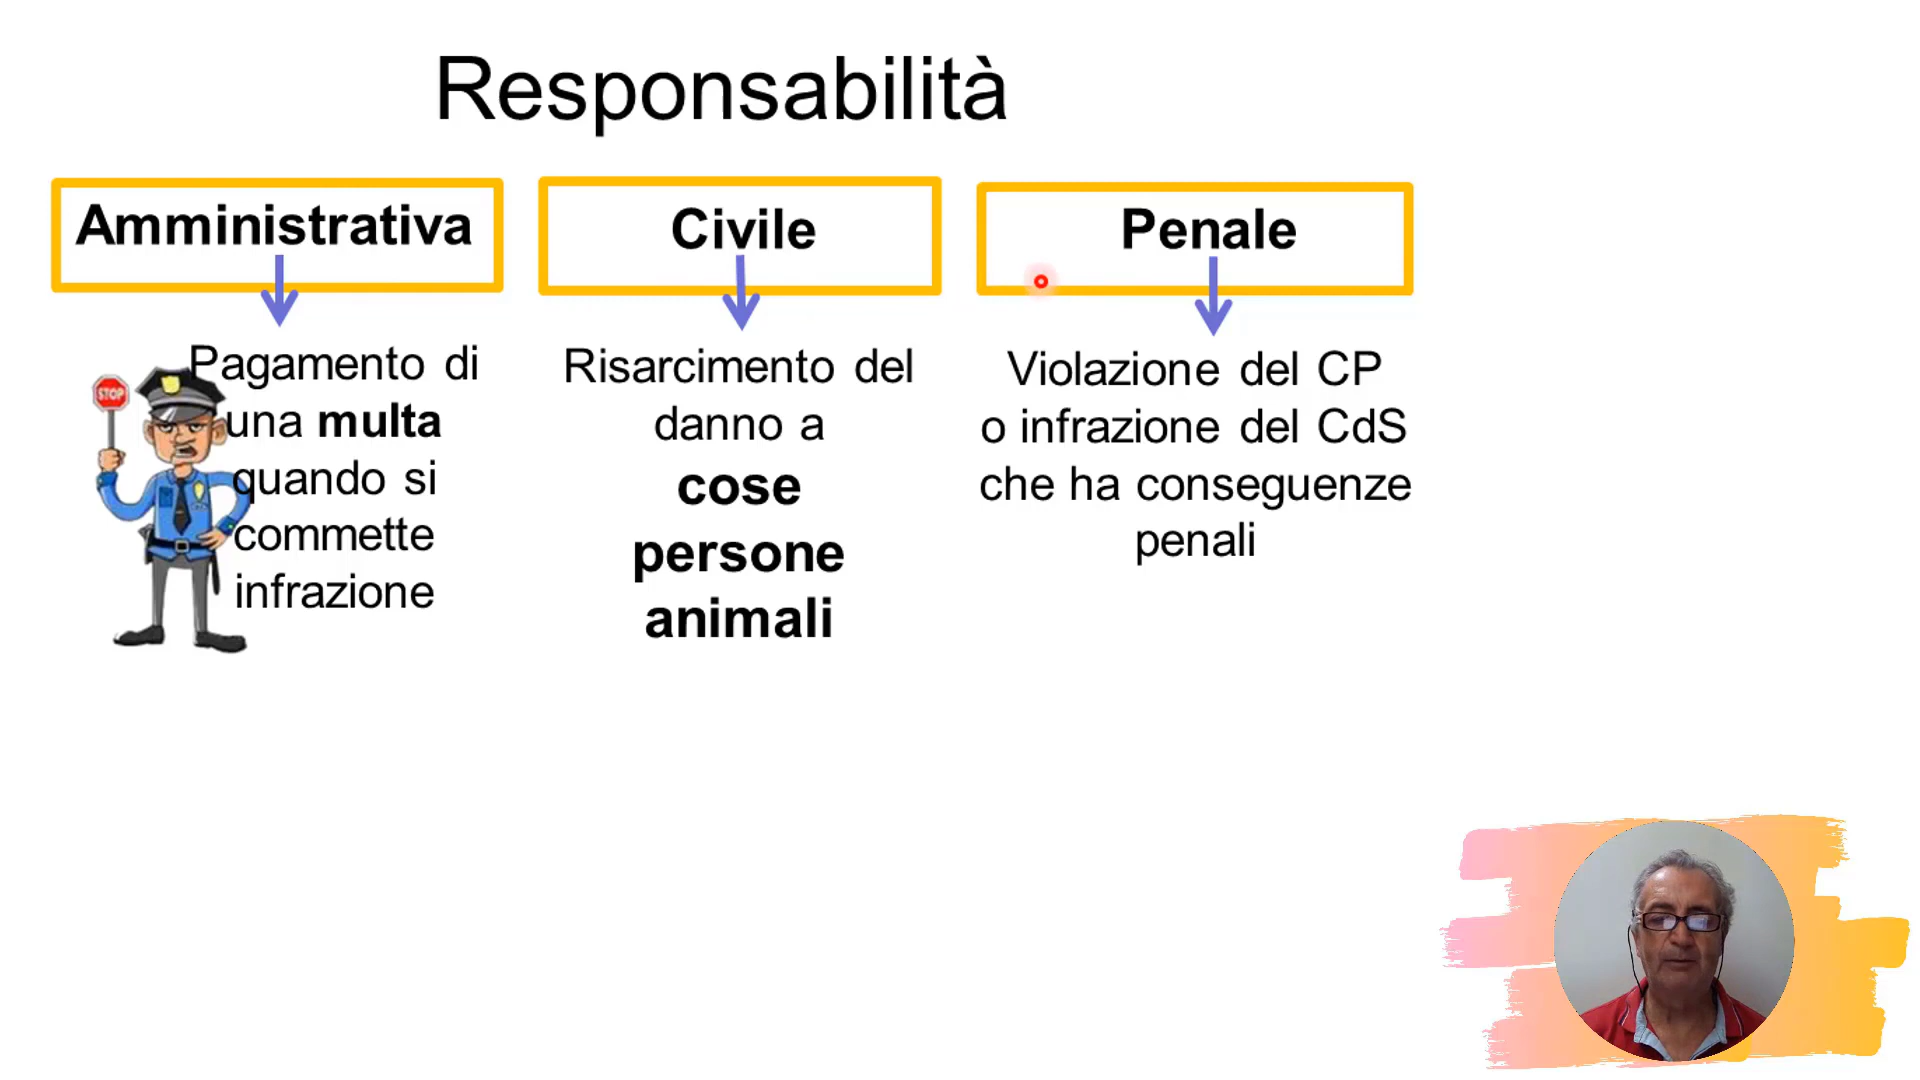 Responsabilità
Amministrativa
Pagamento di
una multa
quando si
commette
infrazione
STOP
Civile
Risarcimento del
danno a
cose
persone
animali
Penale
Violazione del CP
o infrazione del CdS
che ha conseguenze
penali